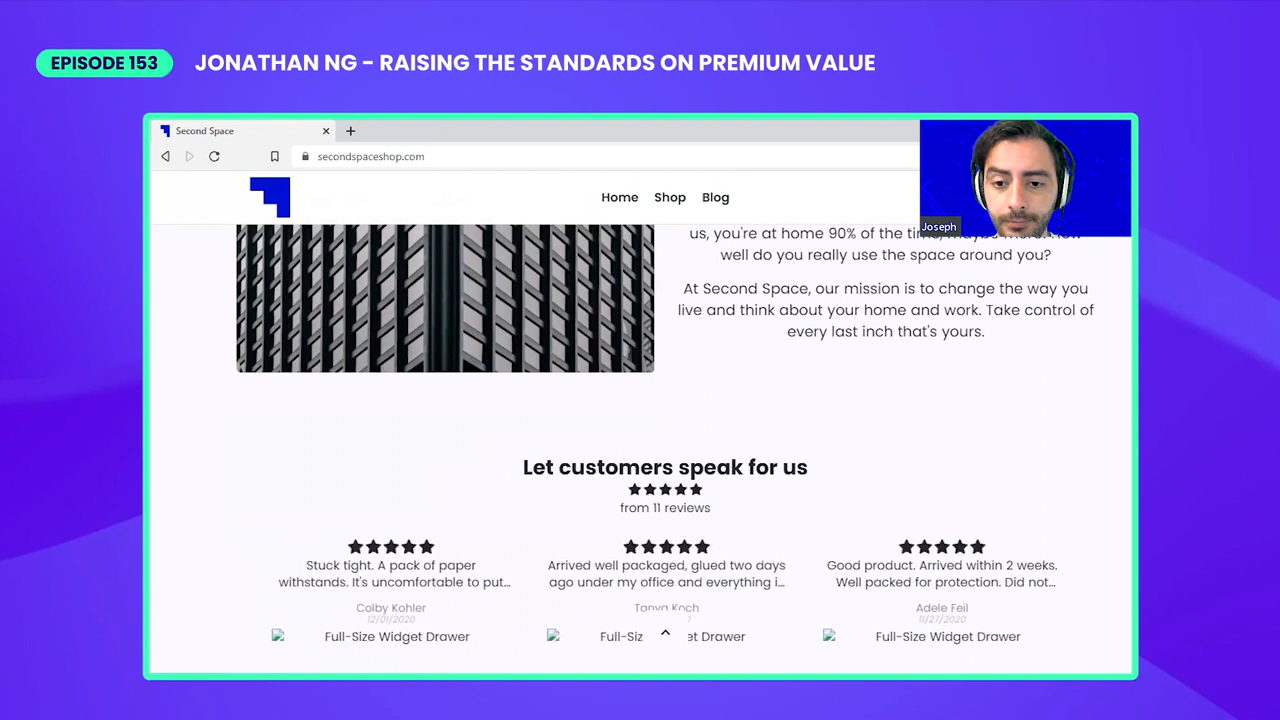 EPISODE 153
JONATHAN NG - RAISING THE STANDARDS ON PREMIUM VALUE
Second Space
secondspaceshop.com
Home Shop Blog
Joseph
us, you're at home 90% of the time,
well do you really use the space around you?
At Second Space, our mission is to change the way you
live and think about your home and work. Take control of
every last inch that's yours.
Let customers speak for us
from 11 reviews
Stuck tight. A pack of paper
withstands. It's uncomfortable to put...
Colby Kohler
12/01/2020
Full-Size Widget Drawer
Arrived well packaged, glued two days
ago under my office and everything i...
Tanya Koch
Full-Siz et Drawer
Good product. Arrived within 2 weeks.
Well packed for protection. Did not...
Adele Feil
11/27/2020
Full-Size Widget Drawer